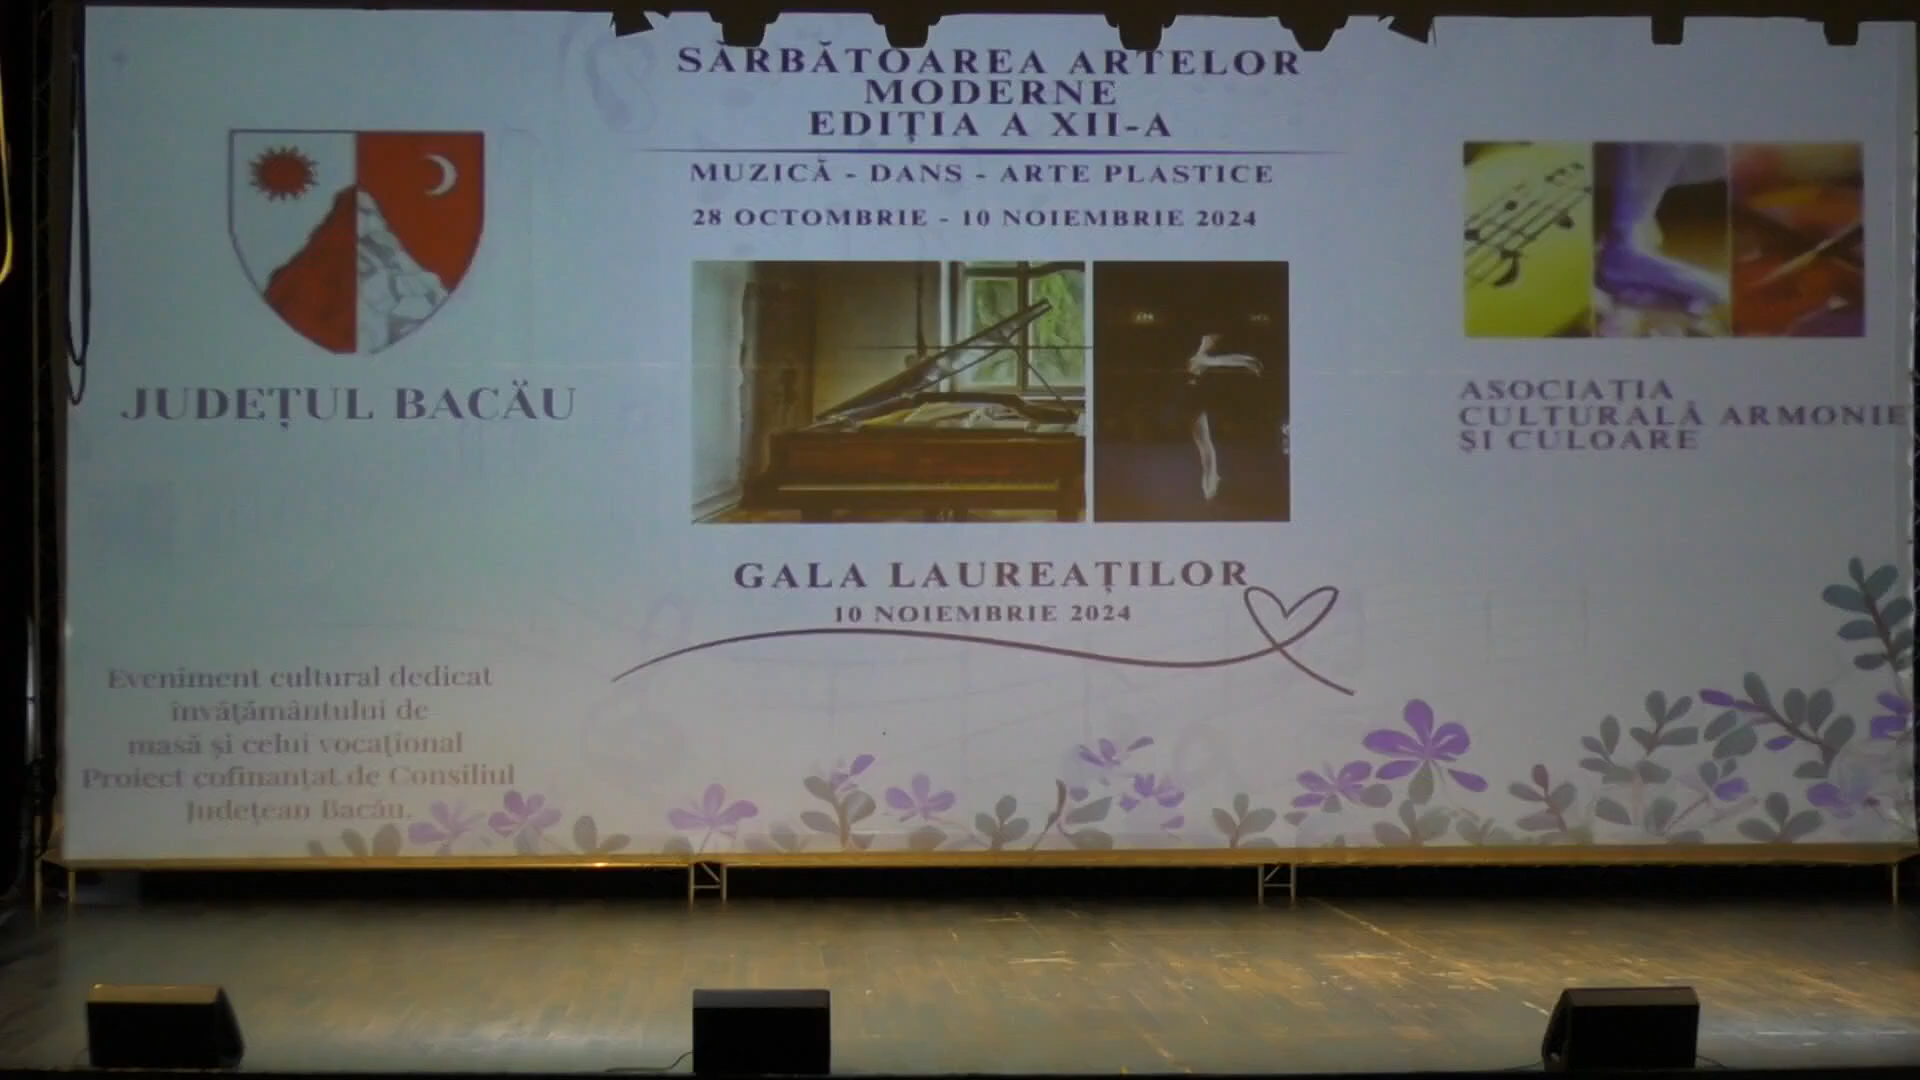 SĂRBĂTOAREA ARTELOR
MODERNE
EDIȚIA A XII-A
MUZICĂ - DANS - ARTE PLASTICE
28 OCTOMBRIE - 10 NOIEMBRIE 2024
JUDEȚUL BACĂU
ASOCIAȚIA
CULTURALĂ ARMONIE
ȘI CULOARE
GALA LAUREAȚILOR
10 NOIEMBRIE 2024
Eveniment cultural dedicat
învățământului de
masă și celui vocațional
Proiect cofinanțat de Consiliul
Județean Bacău.